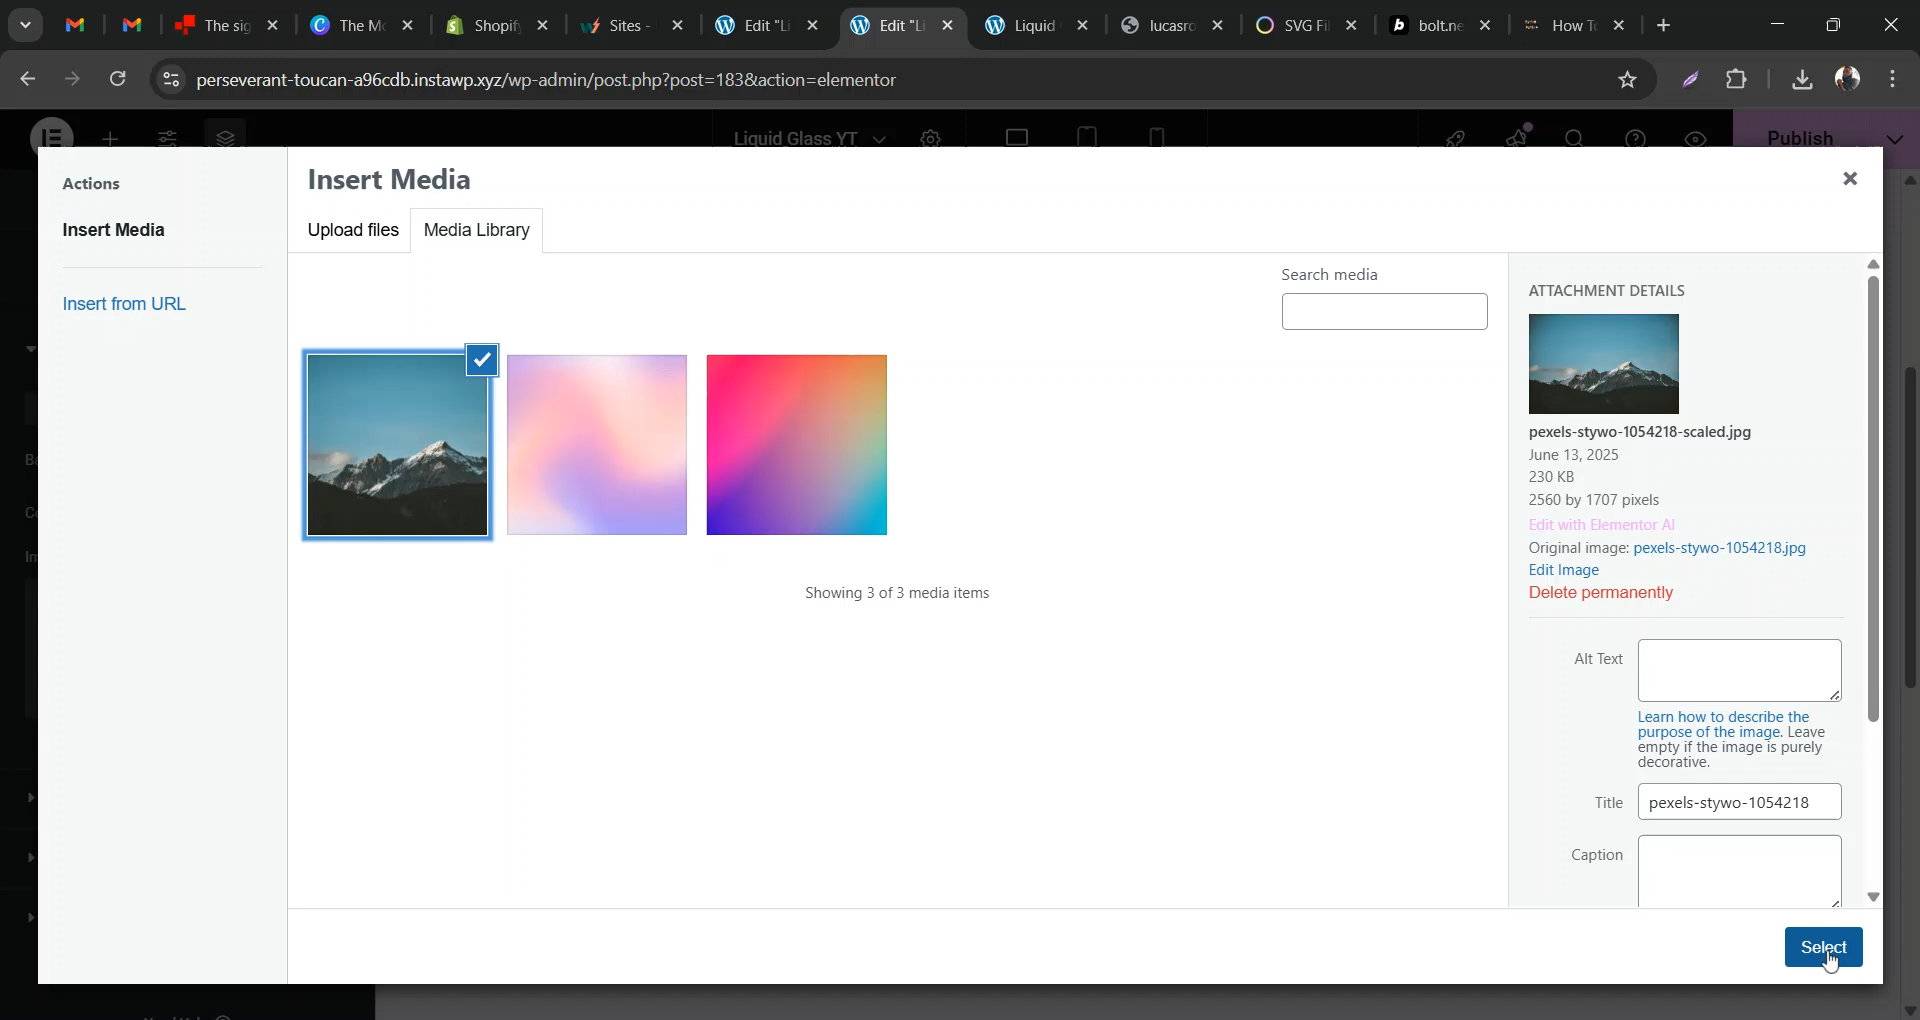 The sig
The Mc
Shopify
Sites -
Edit "Li
Edit "Li
Liquid
lucasro
SVG Fi
bolt.ne
How To
perseverant-toucan-a96cdb.instawp.xyz/wp-admin/post.php?post=183&action=elementor
Liquid Glass YT
Publish
Actions
Insert Media
Insert from URL
Insert Media
Upload files
Media Library
Search media
Showing 3 of 3 media items
ATTACHMENT DETAILS
pexels-stywo-1054218-scaled.jpg
June 13, 2025
230 KB
2560 by 1707 pixels
Edit with Elementor AI
Original image: pexels-stywo-1054218.jpg
Edit Image
Delete permanently
Alt Text
Learn how to describe the
purpose of the image. Leave
empty if the image is purely
decorative.
Title
pexels-stywo-1054218
Caption
Select